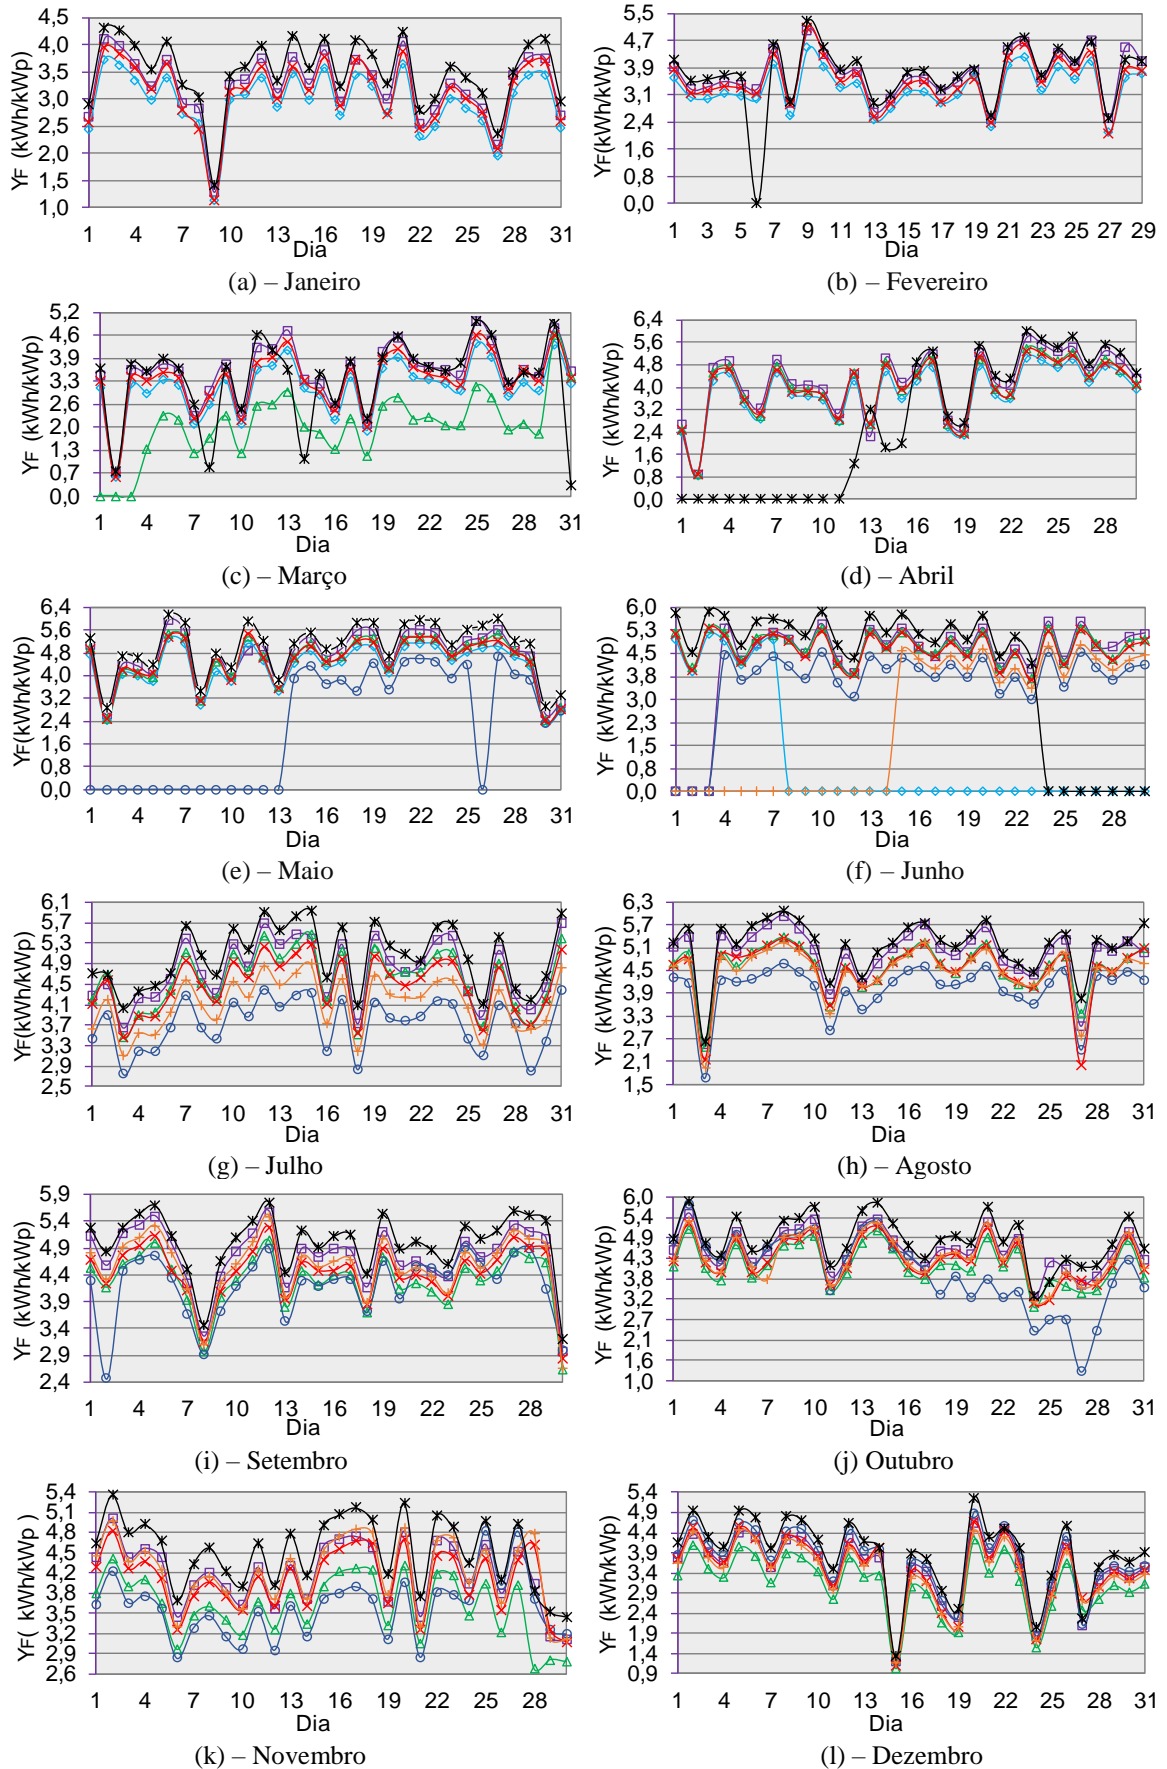 4,5
4,0
3,5
3,0
2,5
2,0
1,5
1,0
YF (kWh/kWp)
1 4 7 10 13 16 19 22 25 28 31
Dia
(a) – Janeiro
5,5
4,7
3,9
3,1
2,4
1,6
0,8
0,0
YF(kWh/kWp)
1 3 5 7 9 11 13 15 17 19 21 23 25 27 29
Dia
(b) – Fevereiro
5,2
4,6
3,9
3,3
2,6
2,0
1,3
0,7
0,0
YF (kWh/kWp)
1 4 7 10 13 16 19 22 25 28 31
Dia
(c) – Março
6,4
5,6
4,8
4,0
3,2
2,4
1,6
0,8
0,0
YF (kWh/kWp)
1 4 7 10 13 16 19 22 25 28
Dia
(d) – Abril
6,4
5,6
4,8
4,0
3,2
2,4
1,6
0,8
0,0
YF(kWh/kWp)
1 4 7 10 13 16 19 22 25 28 31
Dia
(e) – Maio
6,0
5,3
4,5
3,8
3,0
2,3
1,5
0,8
0,0
YF (kWh/kWp)
1 4 7 10 13 16 19 22 25 28
Dia
(f) – Junho
6,1
5,7
5,3
4,9
4,5
4,1
3,7
3,3
2,9
2,5
YF(kWh/kWp)
1 4 7 10 13 16 19 22 25 28 31
Dia
(g) – Julho
6,3
5,7
5,1
4,5
3,9
3,3
2,7
2,1
1,5
YF (kWh/kWp)
1 4 7 10 13 16 19 22 25 28 31
Dia
(h) – Agosto
5,9
5,4
4,9
4,4
3,9
3,4
2,9
2,4
YF (kWh/kWp)
1 4 7 10 13 16 19 22 25 28
Dia
(i) – Setembro
6,0
5,4
4,9
4,3
3,8
3,2
2,7
2,1
1,6
1,0
YF (kWh/kWp)
1 4 7 10 13 16 19 22 25 28 31
Dia
(j) Outubro
5,4
5,1
4,8
4,5
4,2
3,8
3,5
3,2
2,9
2,6
YF( kWh/kWp )
1 4 7 10 13 16 19 22 25 28
Dia
(k) – Novembro
5,4
4,9
4,4
3,9
3,4
2,9
2,4
1,9
1,4
0,9
YF (kWh/kWp)
1 4 7 10 13 16 19 22 25 28 31
Dia
(l) – Dezembro